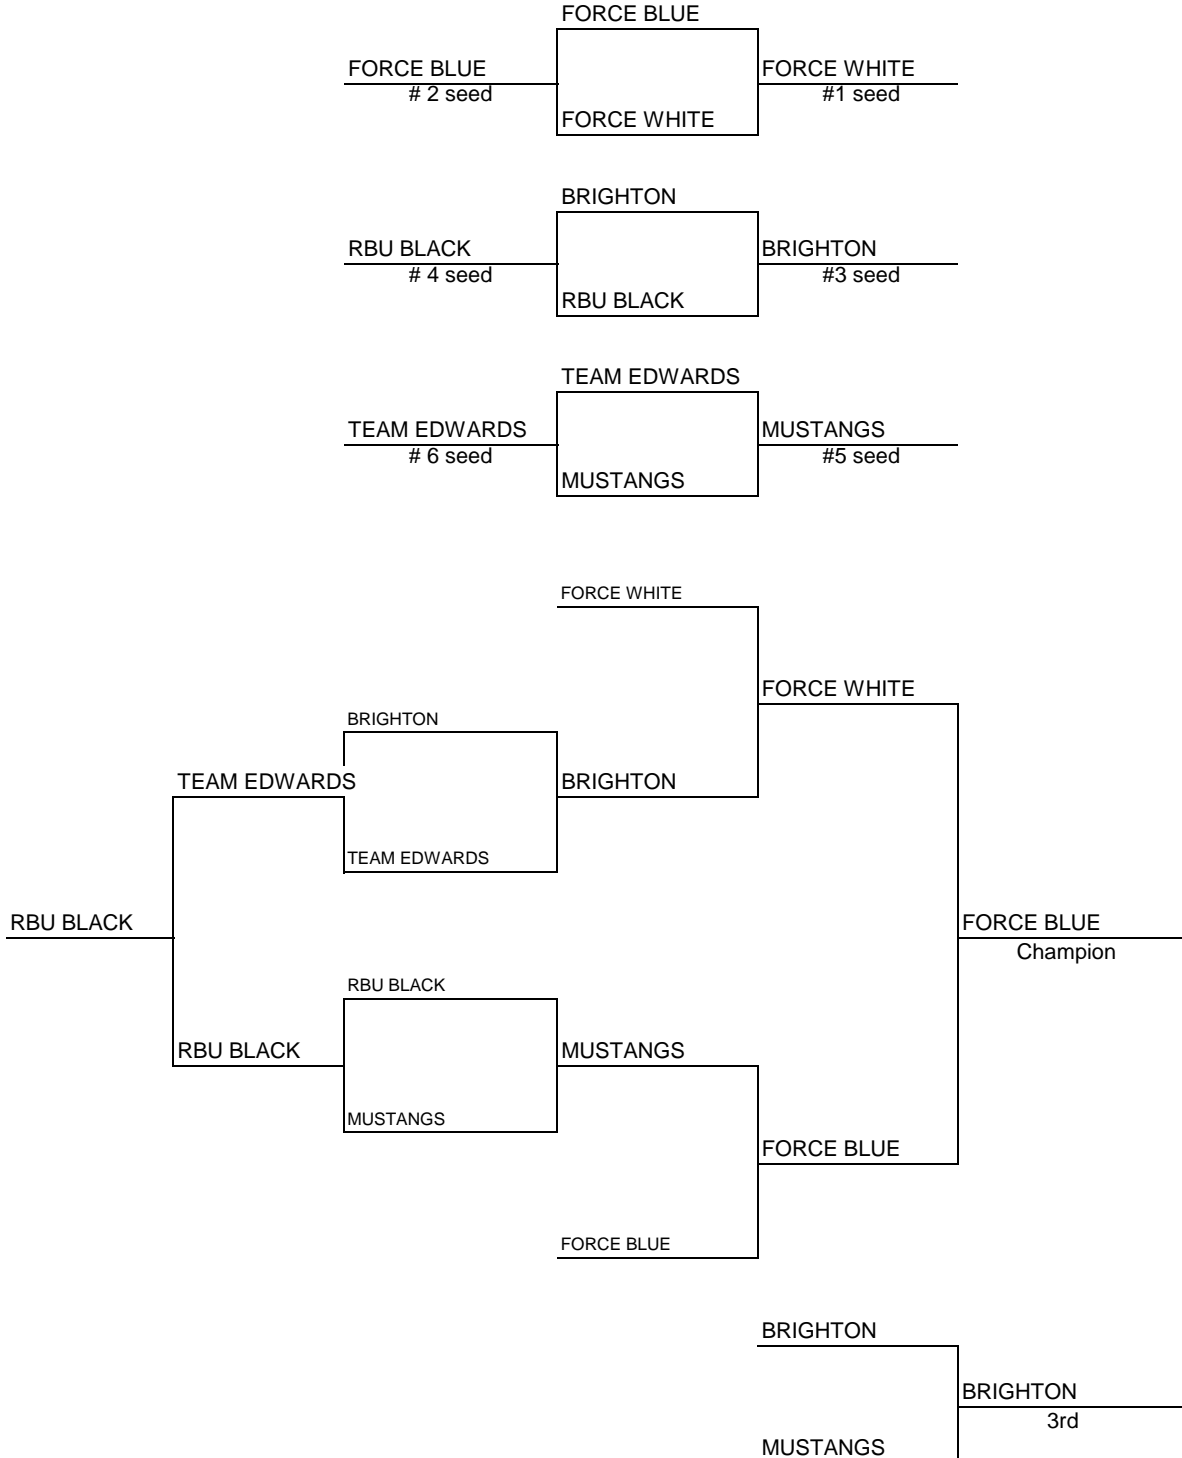 FORCE BLUE
FORCE BLUE
FORCE WHITE
# 2 seed
#1 seed
FORCE WHITE
BRIGHTON
RBU BLACK
BRIGHTON
# 4 seed
#3 seed
RBU BLACK
TEAM EDWARDS
TEAM EDWARDS
MUSTANGS
# 6 seed
#5 seed
MUSTANGS
FORCE WHITE
FORCE WHITE
BRIGHTON
TEAM EDWARDS
BRIGHTON
TEAM EDWARDS
RBU BLACK
FORCE BLUE
Champion
RBU BLACK
RBU BLACK
MUSTANGS
MUSTANGS
FORCE BLUE
FORCE BLUE
BRIGHTON
BRIGHTON
3rd
MUSTANGS